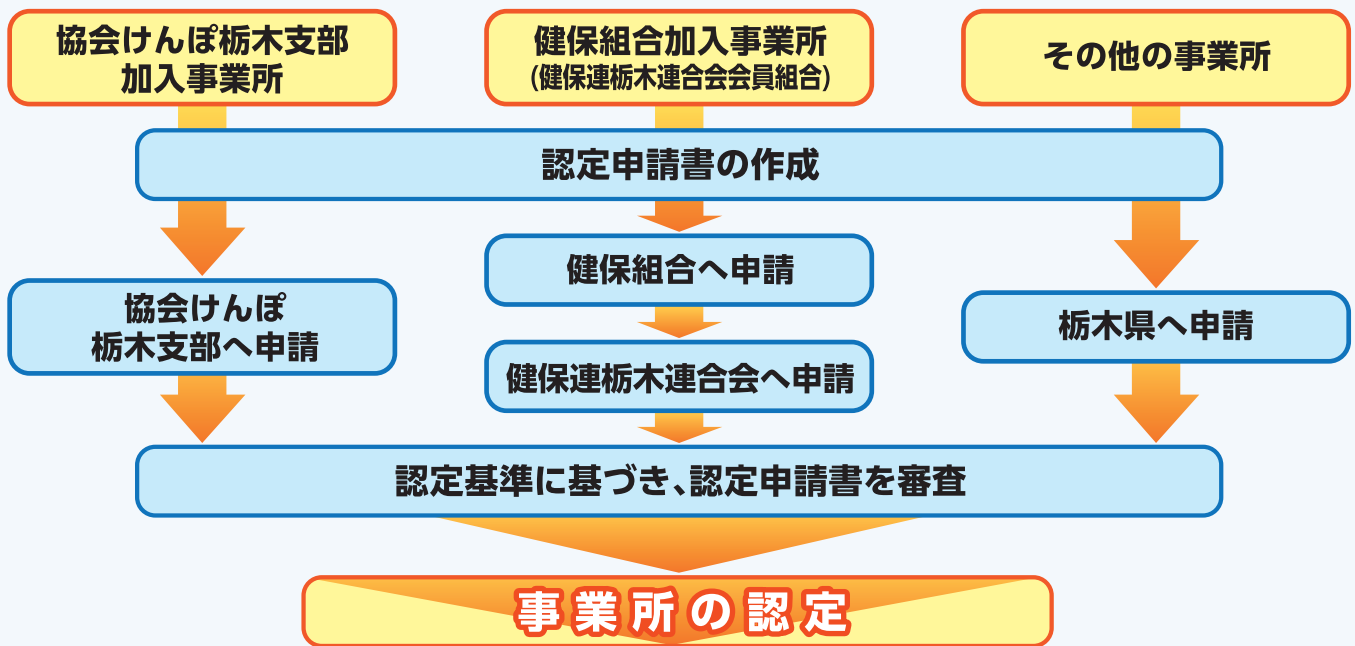 協会けんぽ栃木支部
加入事業所
健保組合加入事業所
(健保連栃木連合会会員組合)
その他の事業所
認定申請書の作成
協会けんぽ
栃木支部へ申請
健保組合へ申請
健保連栃木連合会へ申請
栃木県へ申請
認定基準に基づき、認定申請書を審査
事業所の認定